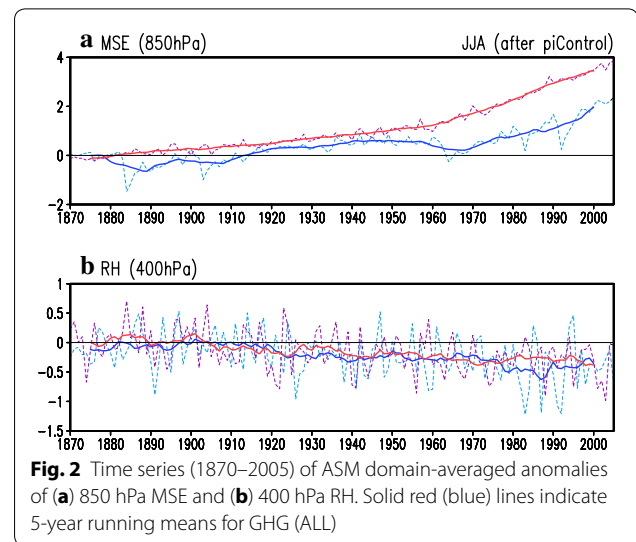 a MSE (850hPa) JJA (after piControl)
4
2
0
-2
1870 1880 1890 1900 1910 1920 1930 1940 1950 1960 1970 1980 1990 2000
b RH (400hPa)
1
0.5
0
-0.5
-1
-1.5
1870 1880 1890 1900 1910 1920 1930 1940 1950 1960 1970 1980 1990 2000
Fig. 2 Time series (1870–2005) of ASM domain-averaged anomalies
of (a) 850 hPa MSE and (b) 400 hPa RH. Solid red (blue) lines indicate
5-year running means for GHG (ALL)